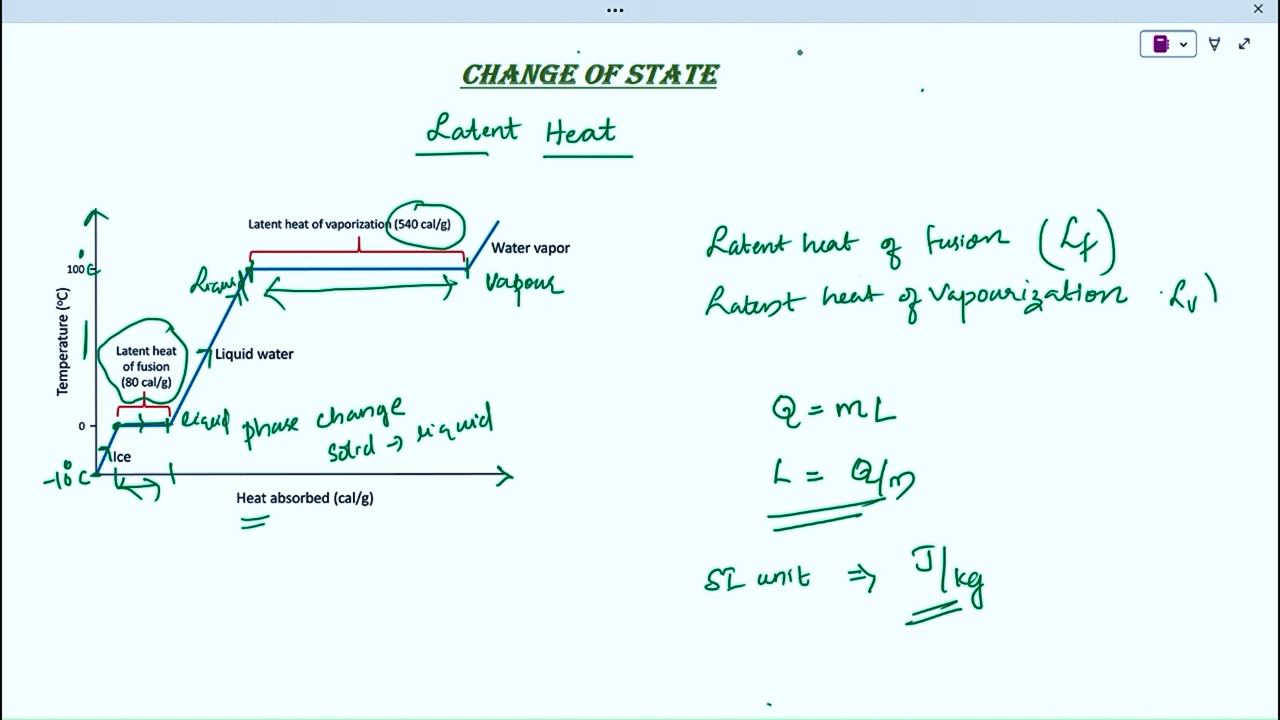 CHANGE OF STATE
Latent Heat
Latent heat of vaporization (540 cal/g)
Water vapor
100
Liquid
Vapour
Temperature (°C)
Latent heat
of fusion
(80 cal/g)
Liquid water
0
Liquid phase change
solid → liquid
Ice
-10°C
Heat absorbed (cal/g)
Latent heat of fusion (Lf)
Latent heat of vapourization Lv)
Q = mL
L = Q/m
SI unit ⇒ J/kg